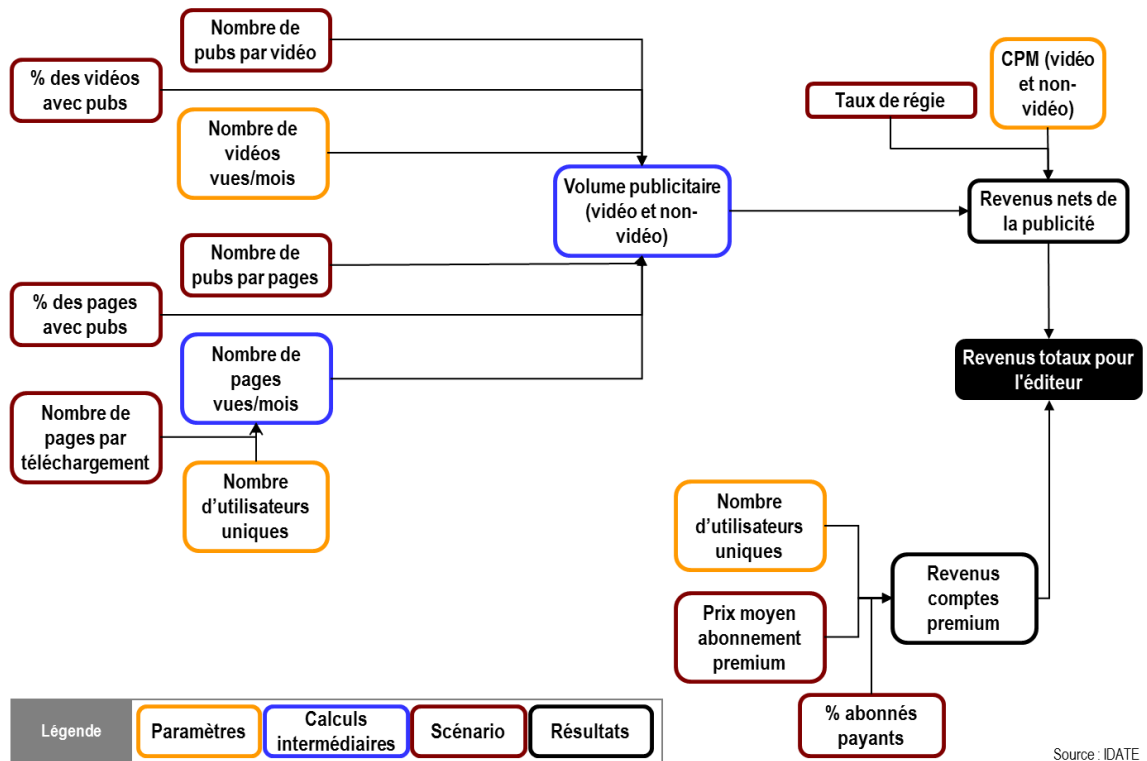 Nombre de
pubs par vidéo
% des vidéos
avec pubs
Nombre de
vidéos
vues/mois
Taux de régie
CPM (vidéo
et non-
vidéo)
Volume publicitaire
(vidéo et non-
vidéo)
Revenus nets de
la publicité
Nombre de
pubs par pages
% des pages
avec pubs
Nombre de
pages
vues/mois
Revenus totaux pour
l'éditeur
Nombre de
pages par
téléchargement
Nombre
d’utilisateurs
uniques
Nombre
d’utilisateurs
uniques
Revenus
comptes
premium
Prix moyen
abonnement
premium
% abonnés
payants
Légende
Paramètres
Calculs
intermédiaires
Scénario
Résultats
Source : IDATE